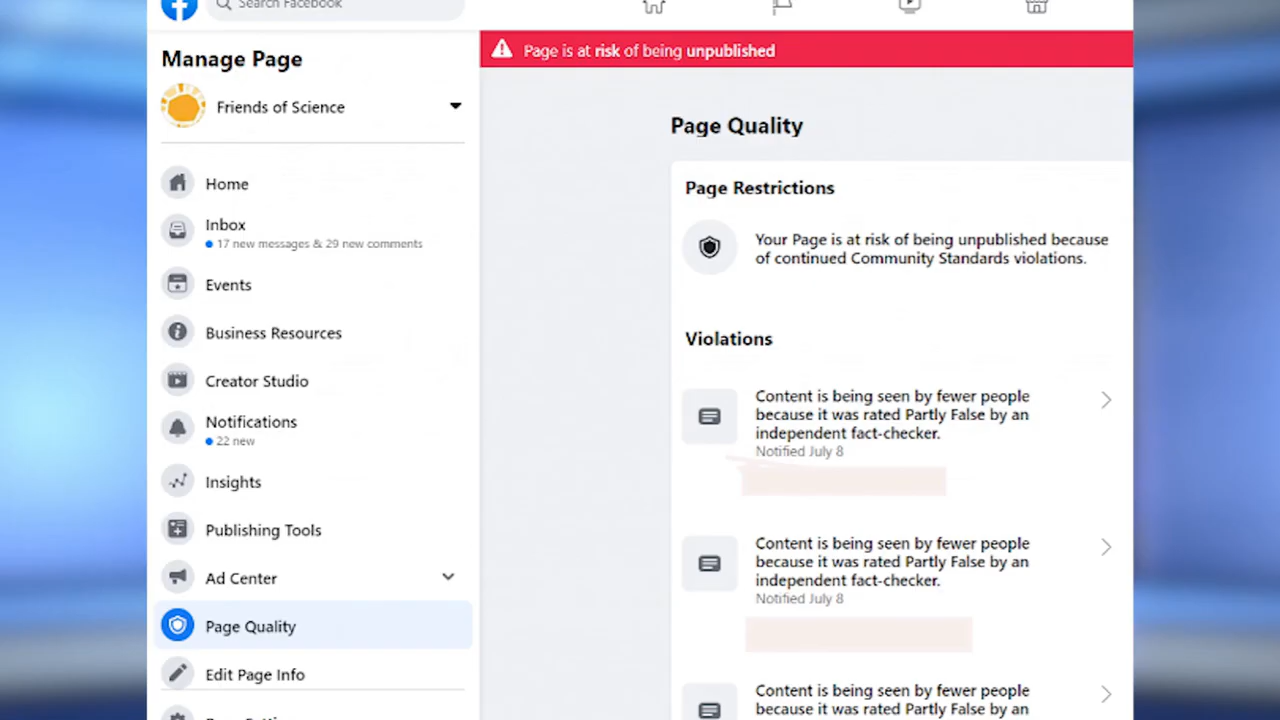 Search Facebook
Manage Page
Friends of Science
Home
Inbox
17 new messages & 29 new comments
Events
Business Resources
Creator Studio
Notifications
22 new
Insights
Publishing Tools
Ad Center
Page Quality
Edit Page Info
Page is at risk of being unpublished
Page Quality
Page Restrictions
Your Page is at risk of being unpublished because
of continued Community Standards violations.
Violations
Content is being seen by fewer people
because it was rated Partly False by an
independent fact-checker.
Notified July 8
Content is being seen by fewer people
because it was rated Partly False by an
independent fact-checker.
Notified July 8
Content is being seen by fewer people
because it was rated Partly False by an